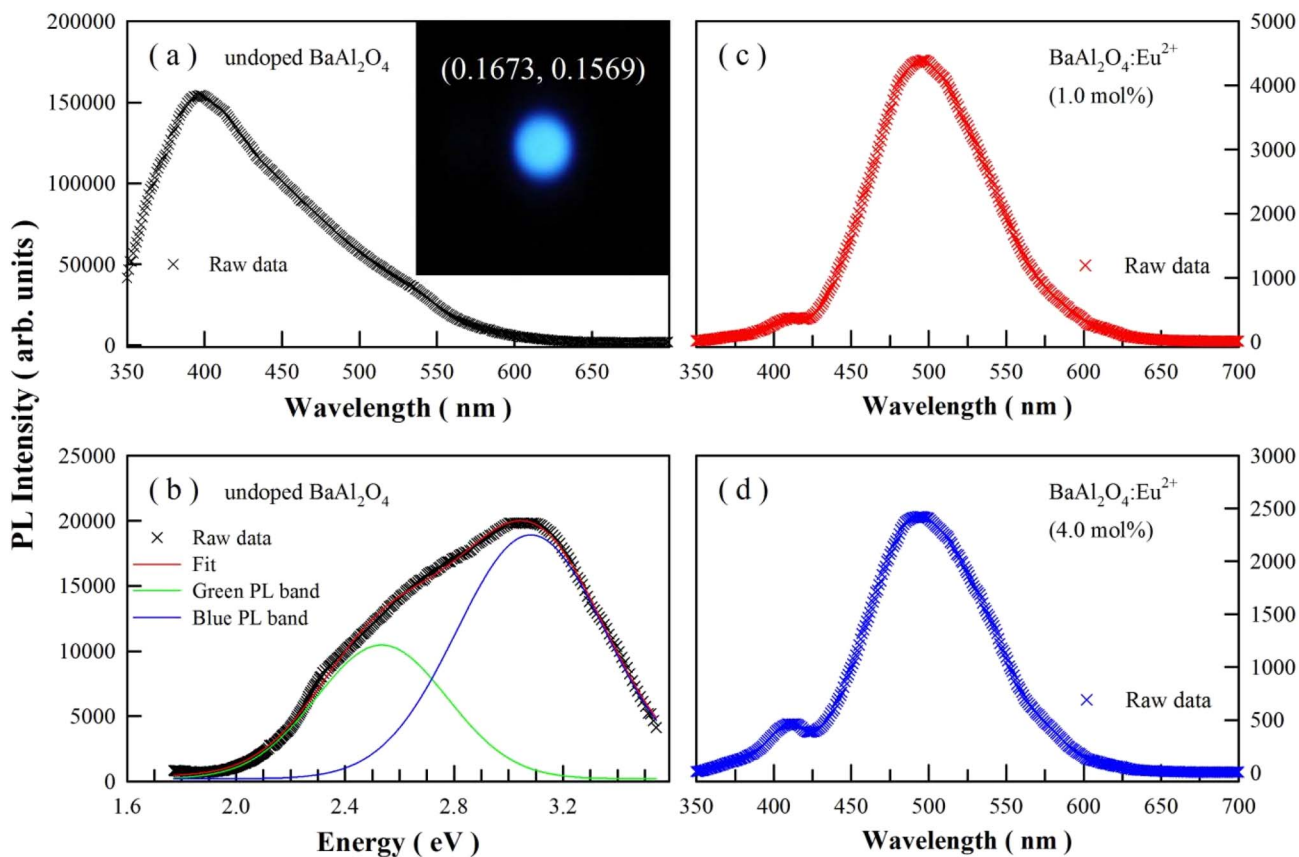 PL Intensity ( arb. units)
( a )
undoped BaAl₂O₄
(0.1673, 0.1569)
× Raw data
200000
150000
100000
50000
0
350 400 450 500 550 600 650
Wavelength ( nm )
( c )
BaAl₂O₄:Eu²⁺
(1.0 mol%)
× Raw data
5000
4000
3000
2000
1000
0
350 400 450 500 550 600 650 700
Wavelength ( nm )
( b )
undoped BaAl₂O₄
× Raw data
Fit
Green PL band
Blue PL band
25000
20000
15000
10000
5000
0
1.6 2.0 2.4 2.8 3.2
Energy ( eV )
( d )
BaAl₂O₄:Eu²⁺
(4.0 mol%)
× Raw data
3000
2500
2000
1500
1000
500
0
350 400 450 500 550 600 650 700
Wavelength ( nm )